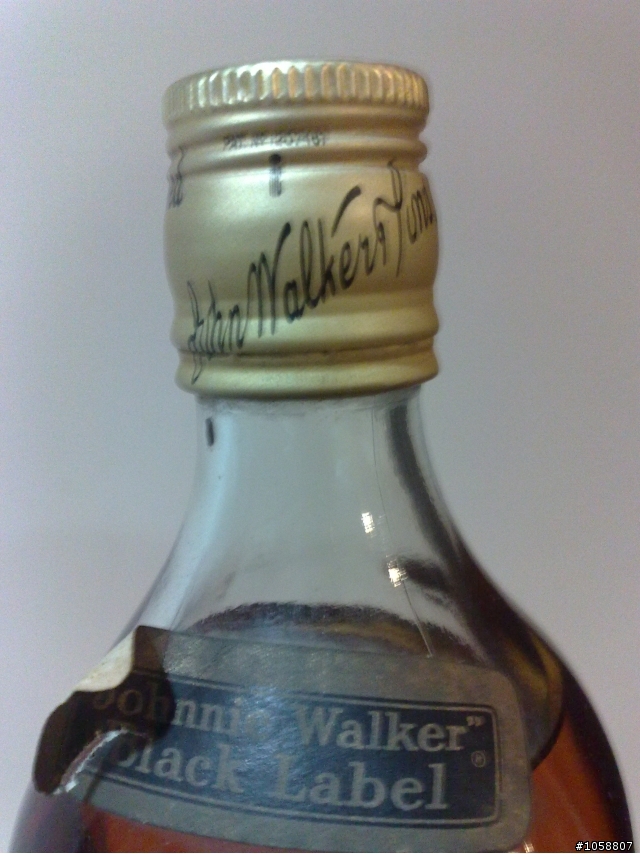 John Walker & Sons
Johnnie Walker"
®
Black Label
#1058807